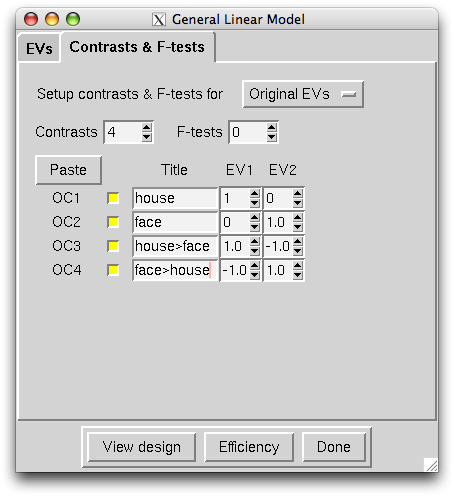 X General Linear Model
EVs Contrasts & F-tests
Setup contrasts & F-tests for Original EVs
Contrasts 4 F-tests 0
Paste Title EV1 EV2
OC1 house 1 0
OC2 face 0 1.0
OC3 house>face 1.0 -1.0
OC4 face>house -1.0 1.0
View design Efficiency Done